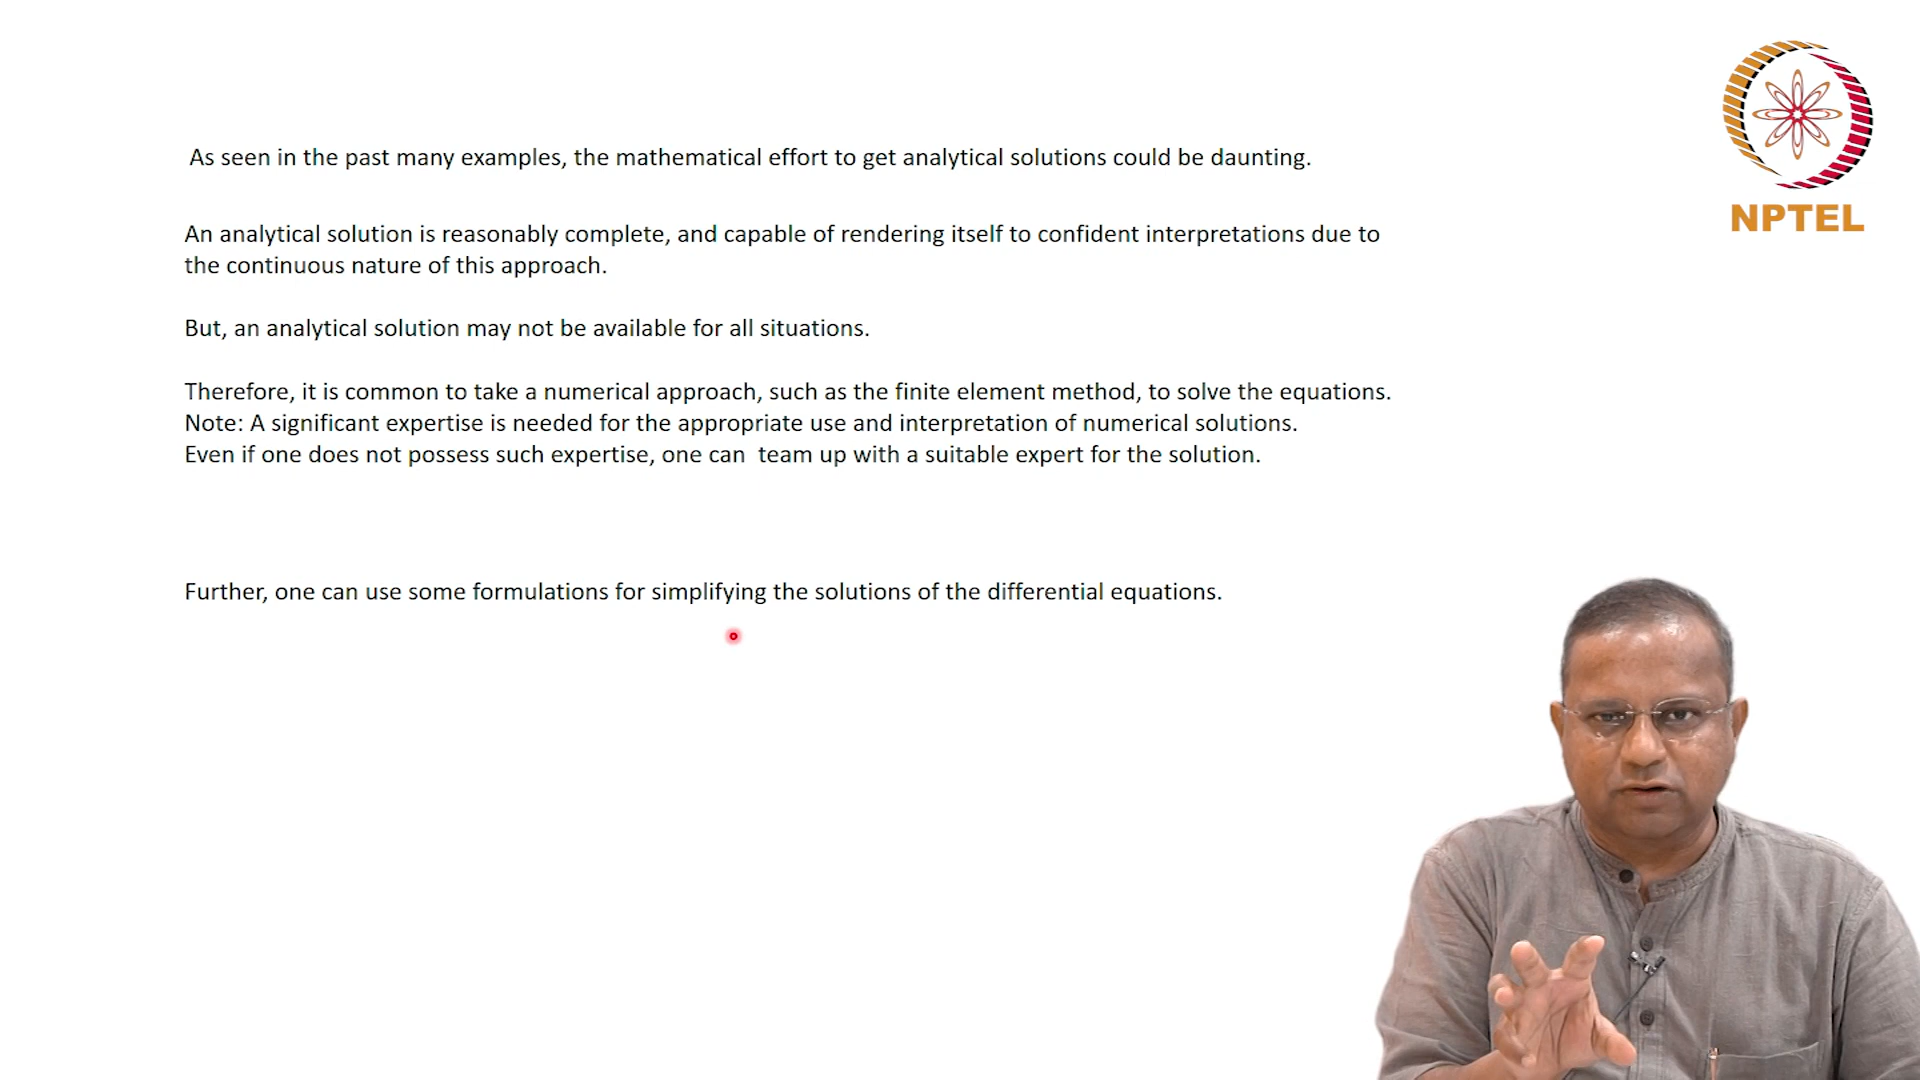 NPTEL
As seen in the past many examples, the mathematical effort to get analytical solutions could be daunting.
An analytical solution is reasonably complete, and capable of rendering itself to confident interpretations due to
the continuous nature of this approach.
But, an analytical solution may not be available for all situations.
Therefore, it is common to take a numerical approach, such as the finite element method, to solve the equations.
Note: A significant expertise is needed for the appropriate use and interpretation of numerical solutions.
Even if one does not possess such expertise, one can  team up with a suitable expert for the solution.
Further, one can use some formulations for simplifying the solutions of the differential equations.